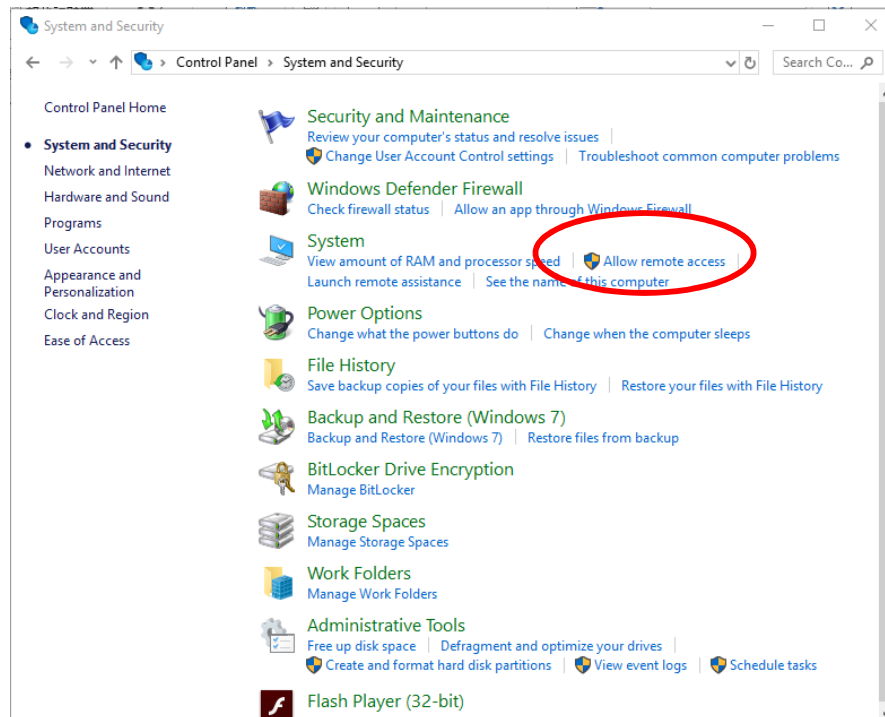 System and Security
Control Panel › System and Security
Search Co...
Control Panel Home
System and Security
Network and Internet
Hardware and Sound
Programs
User Accounts
Appearance and
Personalization
Clock and Region
Ease of Access
Security and Maintenance
Review your computer's status and resolve issues
Change User Account Control settings
Troubleshoot common computer problems
Windows Defender Firewall
Check firewall status
Allow an app through Windows Firewall
System
View amount of RAM and processor speed
Allow remote access
Launch remote assistance
See the name of this computer
Power Options
Change what the power buttons do
Change when the computer sleeps
File History
Save backup copies of your files with File History
Restore your files with File History
Backup and Restore (Windows 7)
Backup and Restore (Windows 7)
Restore files from backup
BitLocker Drive Encryption
Manage BitLocker
Storage Spaces
Manage Storage Spaces
Work Folders
Manage Work Folders
Administrative Tools
Free up disk space
Defragment and optimize your drives
Create and format hard disk partitions
View event logs
Schedule tasks
Flash Player (32-bit)